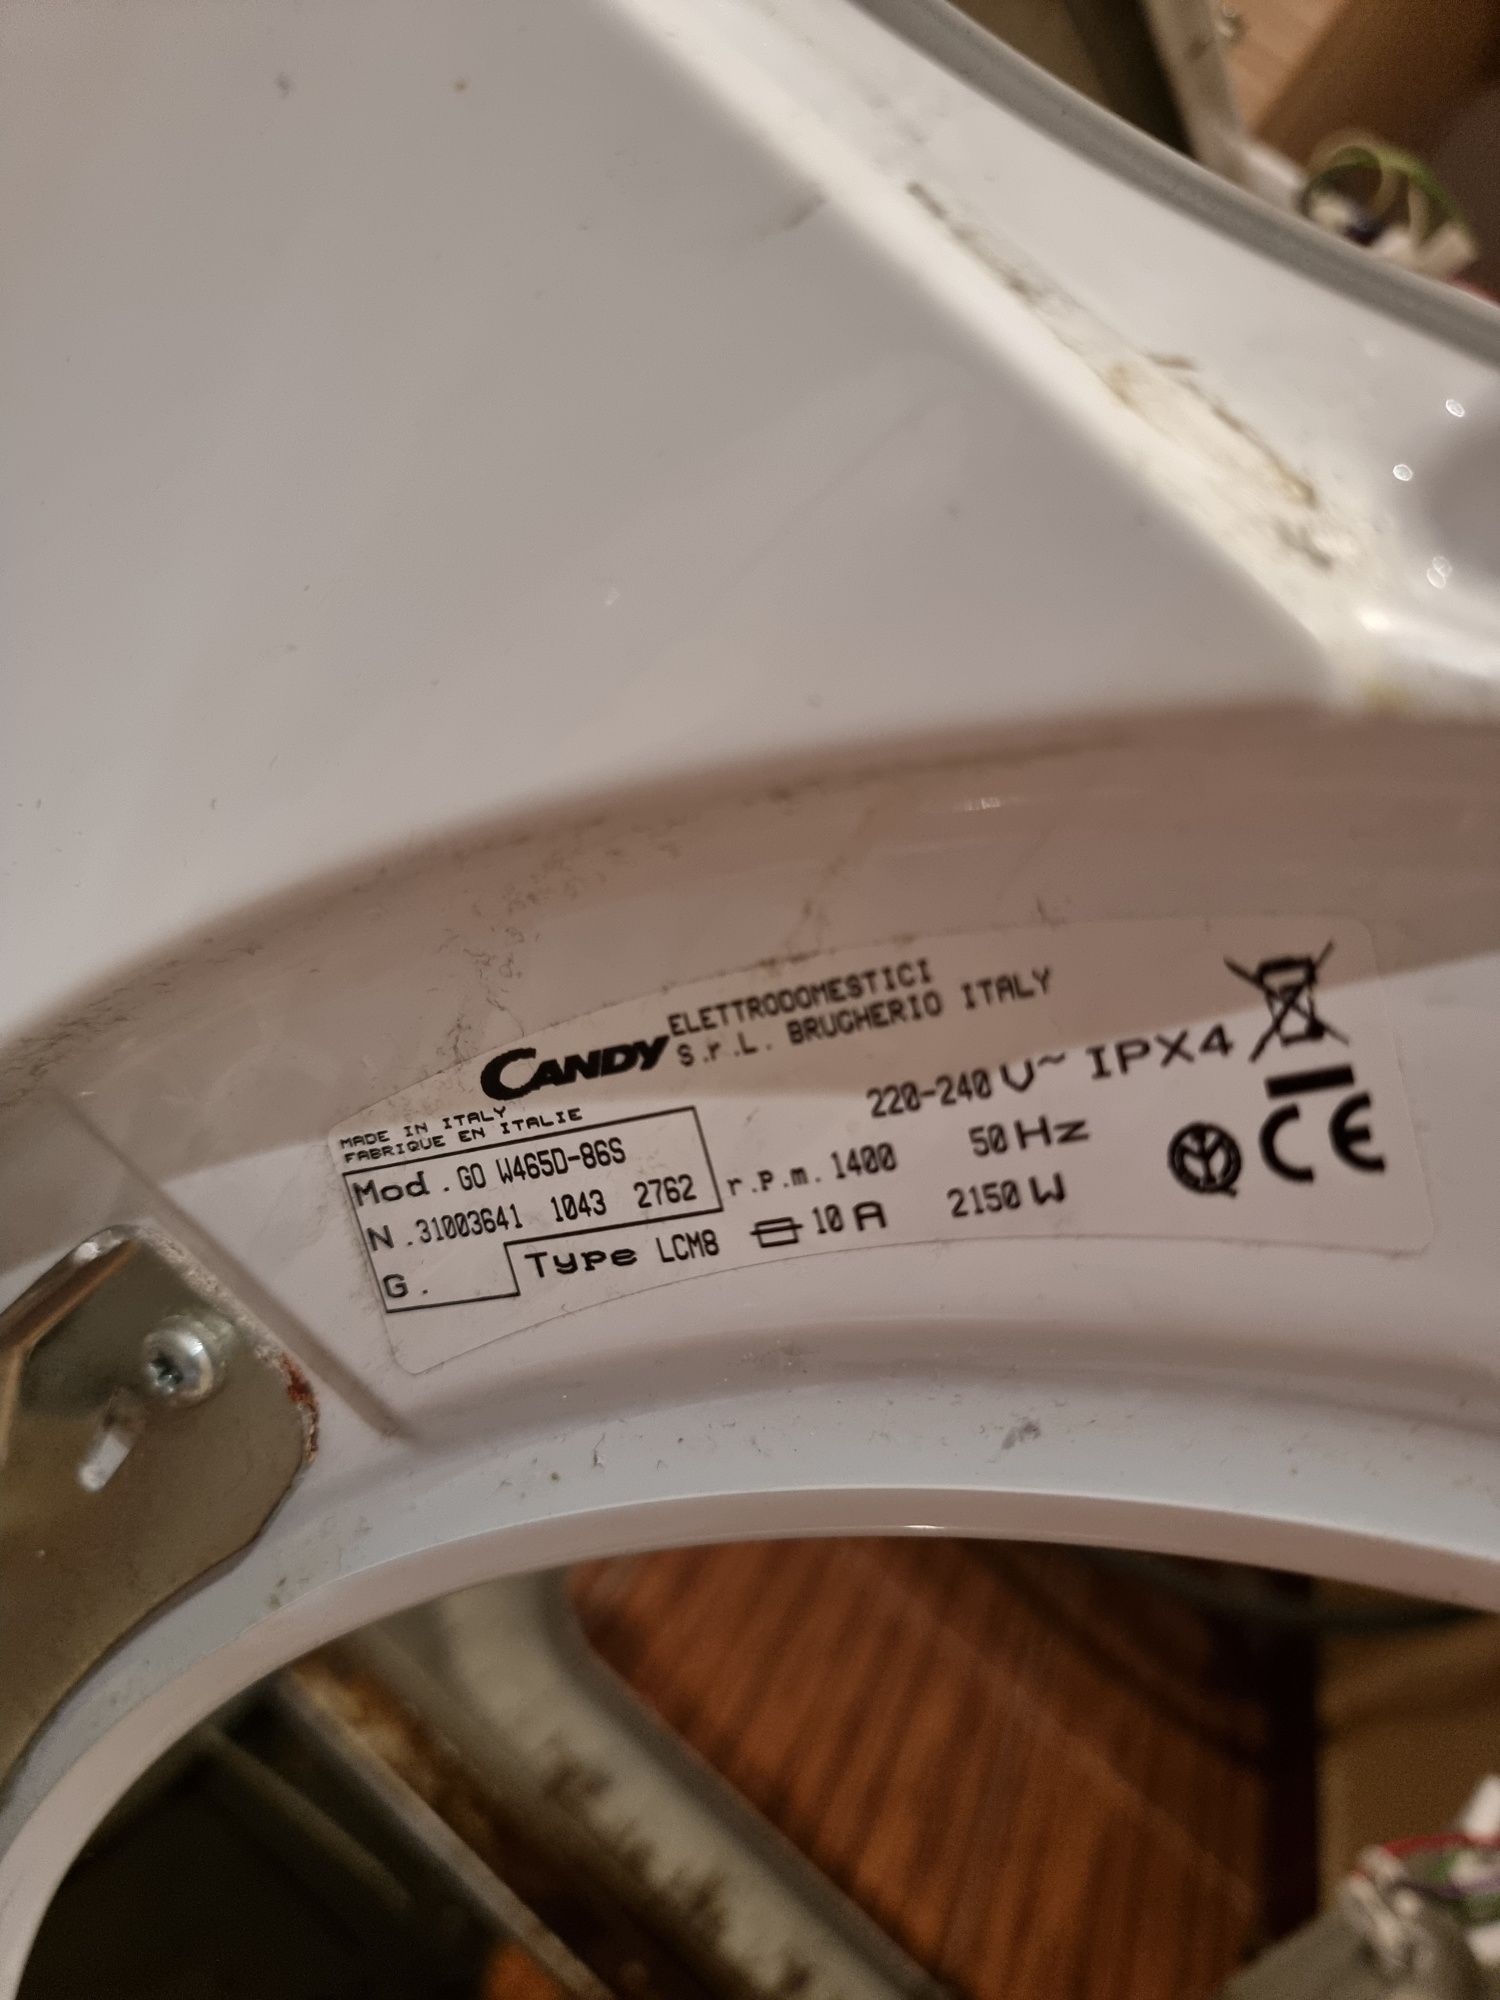 CANDY ELETTRODOMESTICI
S.r.L. BRUGHERIO ITALY
MADE IN ITALY
FABRIQUE EN ITALIE
220-240 V~ IPX4
Mod. GO W465D-86S
r.p.m. 1400 50 Hz
N. 31003641 1043 2762
G. Type LCM8 10 A 2150 W
CE